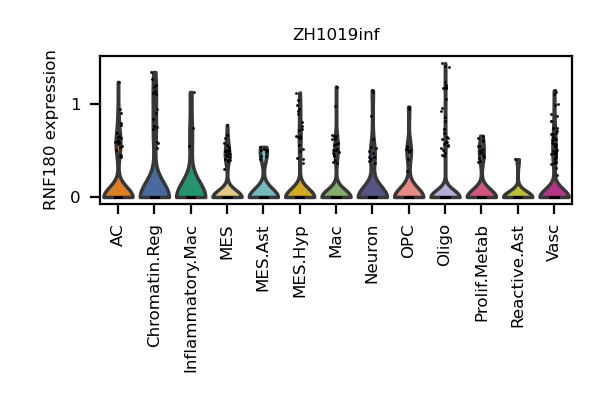 ZH1019inf
RNF180 expression
1
0
AC
Chromatin.Reg
Inflammatory.Mac
MES
MES.Ast
MES.Hyp
Mac
Neuron
OPC
Oligo
Prolif.Metab
Reactive.Ast
Vasc